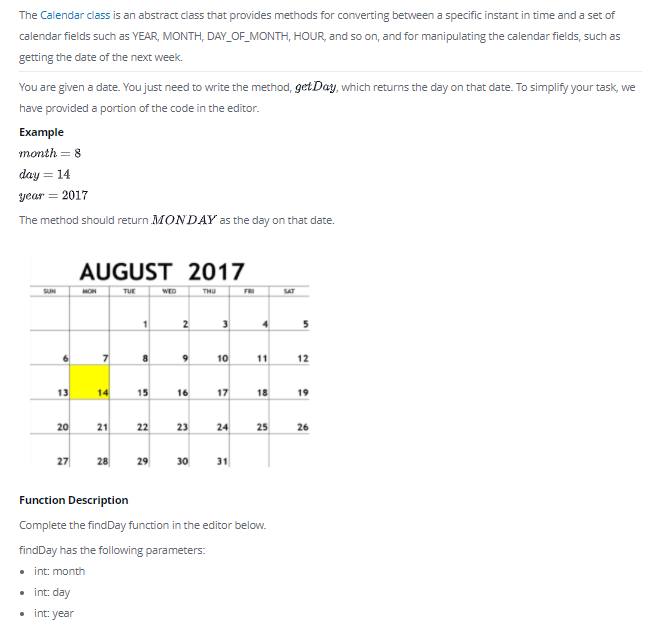 The Calendar class is an abstract class that provides methods for converting between a specific instant in time and a set of
calendar fields such as YEAR, MONTH, DAY_OF_MONTH, HOUR, and so on, and for manipulating the calendar fields, such as
getting the date of the next week.
You are given a date. You just need to write the method, getDay, which returns the day on that date. To simplify your task, we
have provided a portion of the code in the editor.
Example
month = 8
day = 14
year = 2017
The method should return MONDAY as the day on that date.
AUGUST 2017
SUN MON TUE WED THU FRI SAT
1 2 3 4 5
6 7 8 9 10 11 12
13 14 15 16 17 18 19
20 21 22 23 24 25 26
27 28 29 30 31
Function Description
Complete the findDay function in the editor below.
findDay has the following parameters:
• int: month
• int: day
• int: year